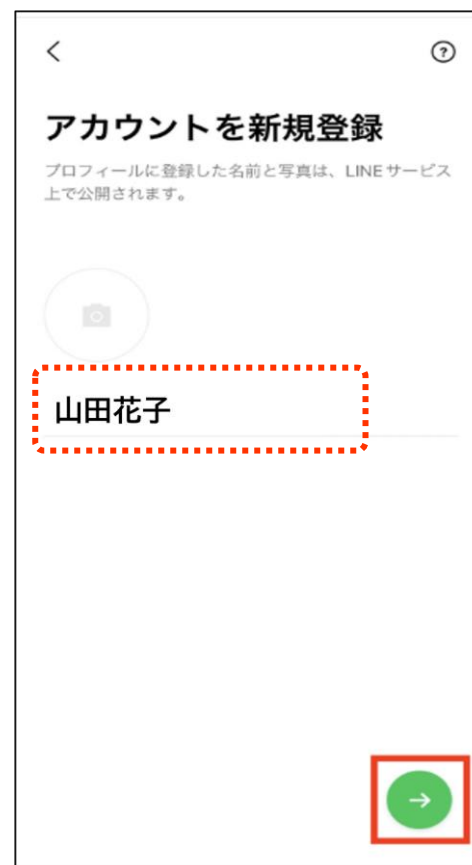 アカウントを新規登録
プロフィールに登録した名前と写真は、LINEサービス
上で公開されます。
山田花子